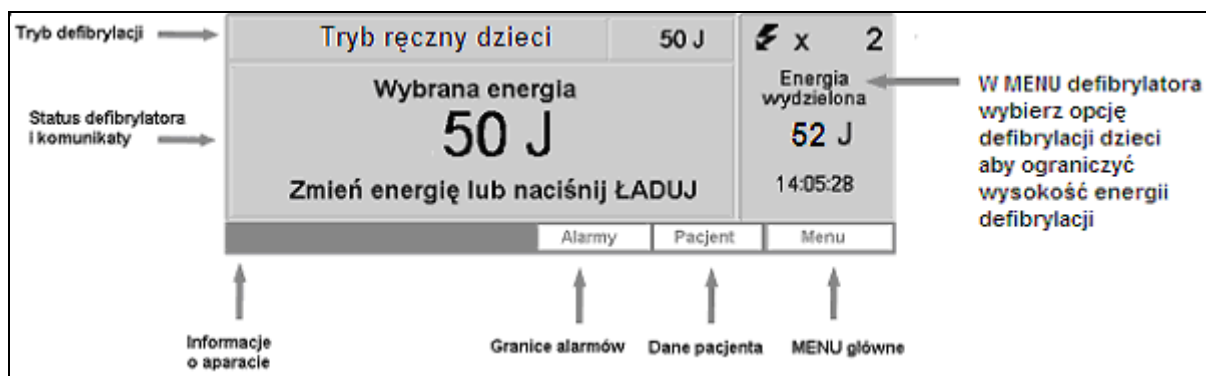 Tryb defibrylacji
Tryb ręczny dzieci
50 J
x 2
Status defibrylatora
i komunikaty
Wybrana energia
50 J
Zmień energię lub naciśnij ŁADUJ
Energia
wydzielona
52 J
14:05:28
W MENU defibrylatora
wybierz opcję
defibrylacji dzieci
aby ograniczyć
wysokość energii
defibrylacji
Alarmy
Pacjent
Menu
Informacje
o aparacie
Granice alarmów
Dane pacjenta
MENU główne